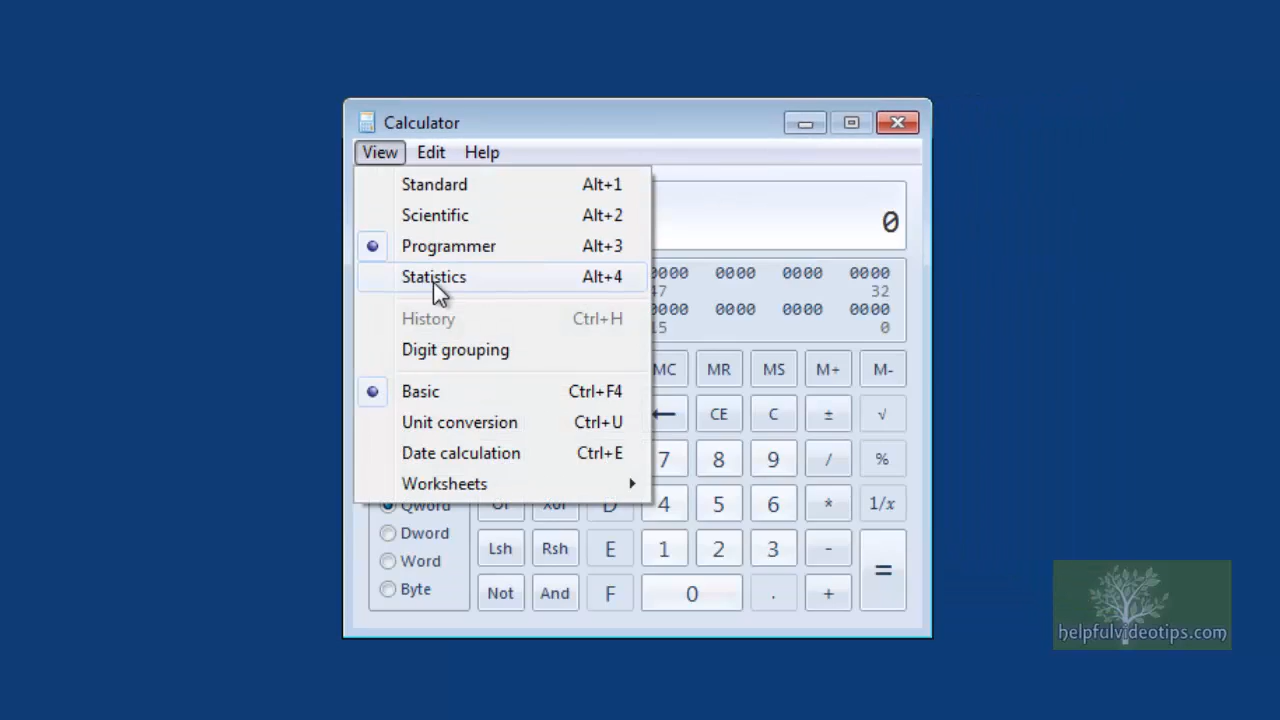 Calculator
View Edit Help
Standard Alt+1
Scientific Alt+2
Programmer Alt+3
Statistics Alt+4
History Ctrl+H
Digit grouping
Basic Ctrl+F4
Unit conversion Ctrl+U
Date calculation Ctrl+E
Worksheets
0
0000 0000 0000 0000
47 32
0000 0000 0000 0000
15 0
MC MR MS M+ M-
← CE C ± √
7 8 9 / %
Qword Or Xor D 4 5 6 * 1/x
Dword
Lsh Rsh E 1 2 3 - =
Word
Byte Not And F 0 . +
helpfulvideotips.com